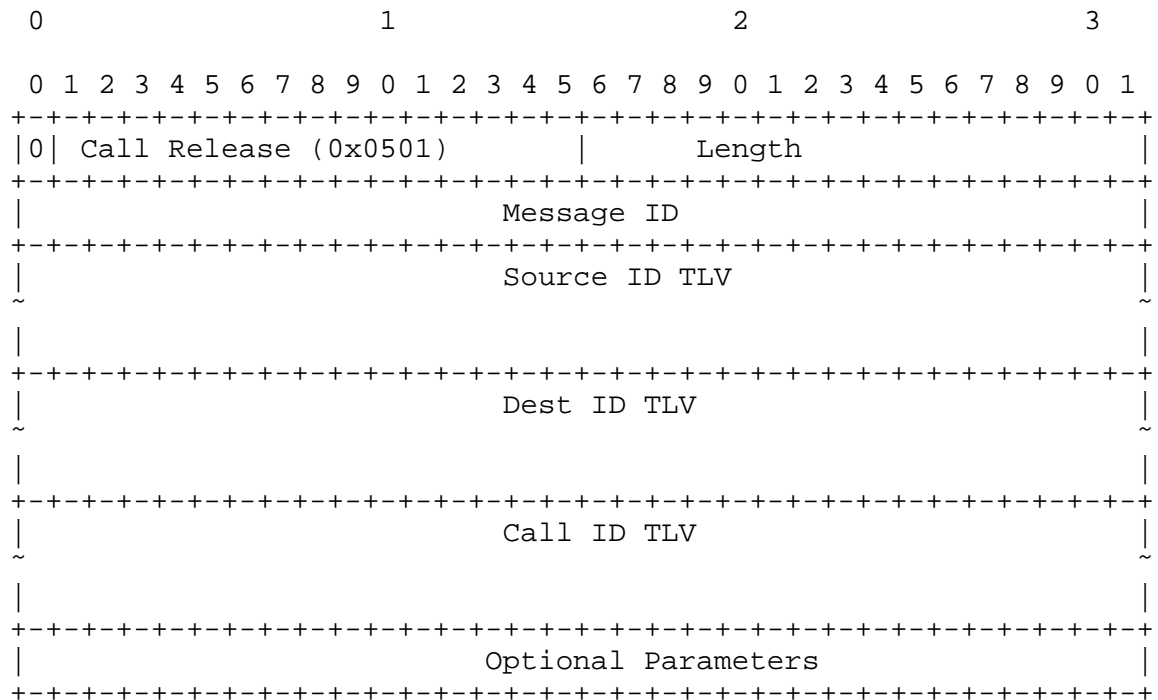 0                   1                   2                   3
0 1 2 3 4 5 6 7 8 9 0 1 2 3 4 5 6 7 8 9 0 1 2 3 4 5 6 7 8 9 0 1
+-+-+-+-+-+-+-+-+-+-+-+-+-+-+-+-+-+-+-+-+-+-+-+-+-+-+-+-+-+-+-+-+
|0| Call Release (0x0501)       |      Length                   |
+-+-+-+-+-+-+-+-+-+-+-+-+-+-+-+-+-+-+-+-+-+-+-+-+-+-+-+-+-+-+-+-+
|                           Message ID                          |
+-+-+-+-+-+-+-+-+-+-+-+-+-+-+-+-+-+-+-+-+-+-+-+-+-+-+-+-+-+-+-+-+
|                           Source ID TLV                       |
~                                                               ~
|                                                               |
+-+-+-+-+-+-+-+-+-+-+-+-+-+-+-+-+-+-+-+-+-+-+-+-+-+-+-+-+-+-+-+-+
|                           Dest ID TLV                         |
~                                                               ~
|                                                               |
+-+-+-+-+-+-+-+-+-+-+-+-+-+-+-+-+-+-+-+-+-+-+-+-+-+-+-+-+-+-+-+-+
|                           Call ID TLV                         |
~                                                               ~
|                                                               |
+-+-+-+-+-+-+-+-+-+-+-+-+-+-+-+-+-+-+-+-+-+-+-+-+-+-+-+-+-+-+-+-+
|                          Optional Parameters                  |
+-+-+-+-+-+-+-+-+-+-+-+-+-+-+-+-+-+-+-+-+-+-+-+-+-+-+-+-+-+-+-+-+